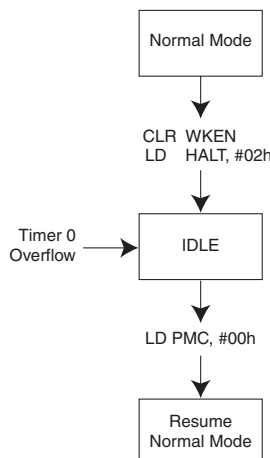 Normal Mode
CLR WKEN
LD HALT, #02h
Timer 0
Overflow
IDLE
LD PMC, #00h
Resume
Normal Mode